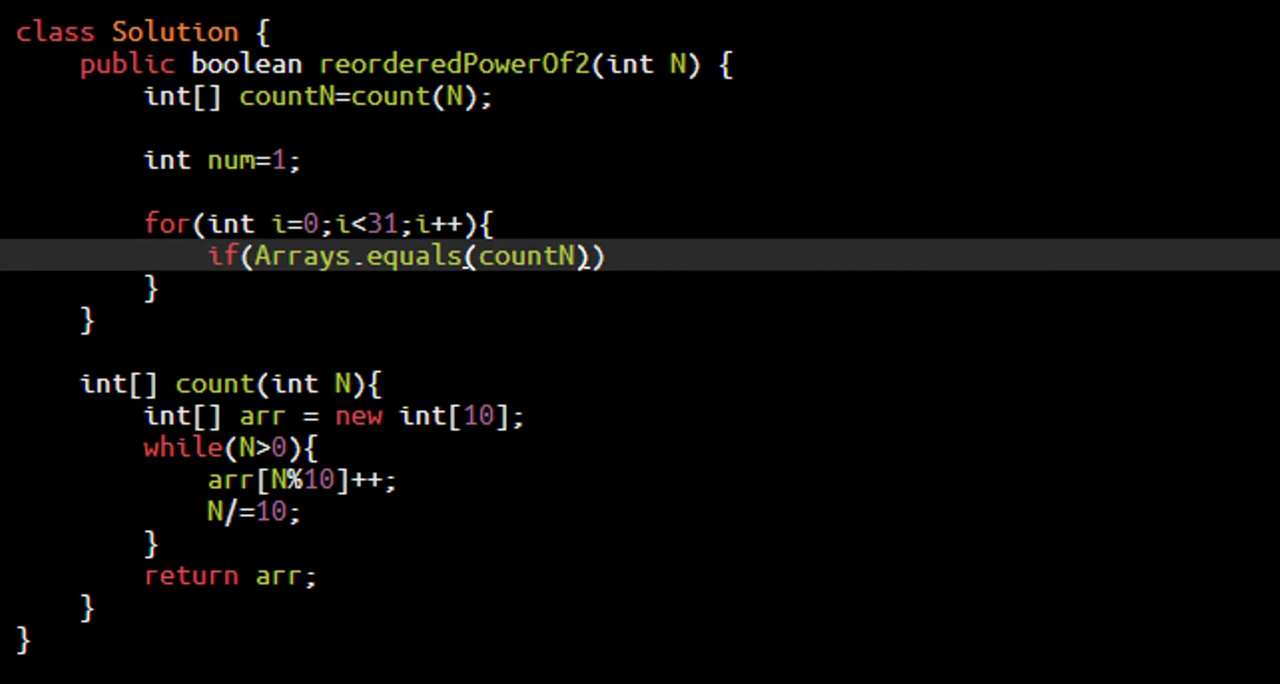 class Solution {
    public boolean reorderedPowerOf2(int N) {
        int[] countN=count(N);
        int num=1;
        for(int i=0;i<31;i++){
            if(Arrays.equals(countN))
        }
    }
    int[] count(int N){
        int[] arr = new int[10];
        while(N>0){
            arr[N%10]++;
            N/=10;
        }
        return arr;
    }
}